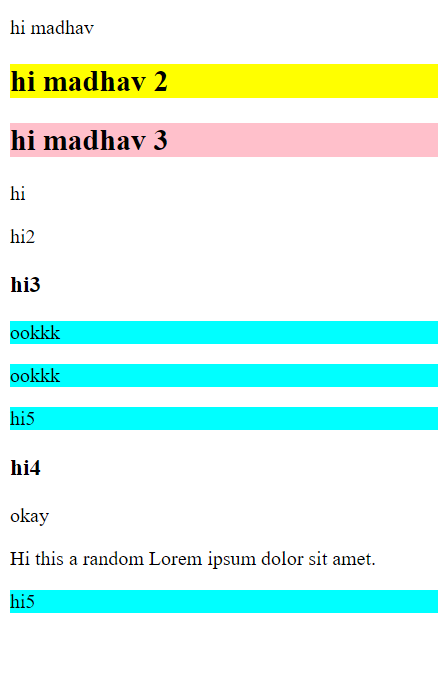 hi madhav
hi madhav 2
hi madhav 3
hi
hi2
hi3
ookkk
ookkk
hi5
hi4
okay
Hi this a random Lorem ipsum dolor sit amet.
hi5